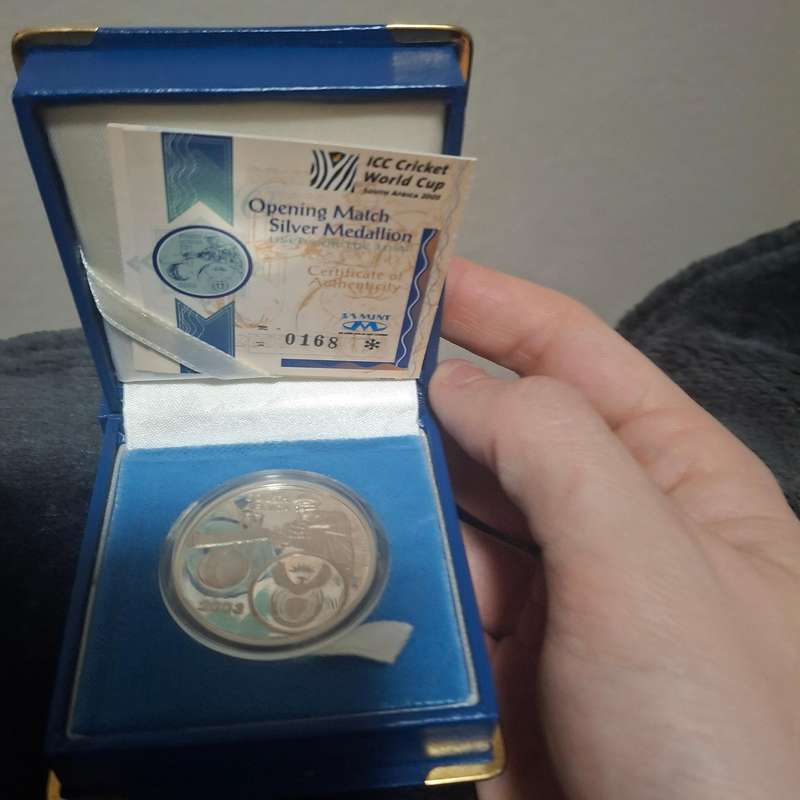 ICC Cricket
World Cup
South Africa 2003
Opening Match
Silver Medallion
Certificate of
Authenticity
SA MINT
0168 *
2003